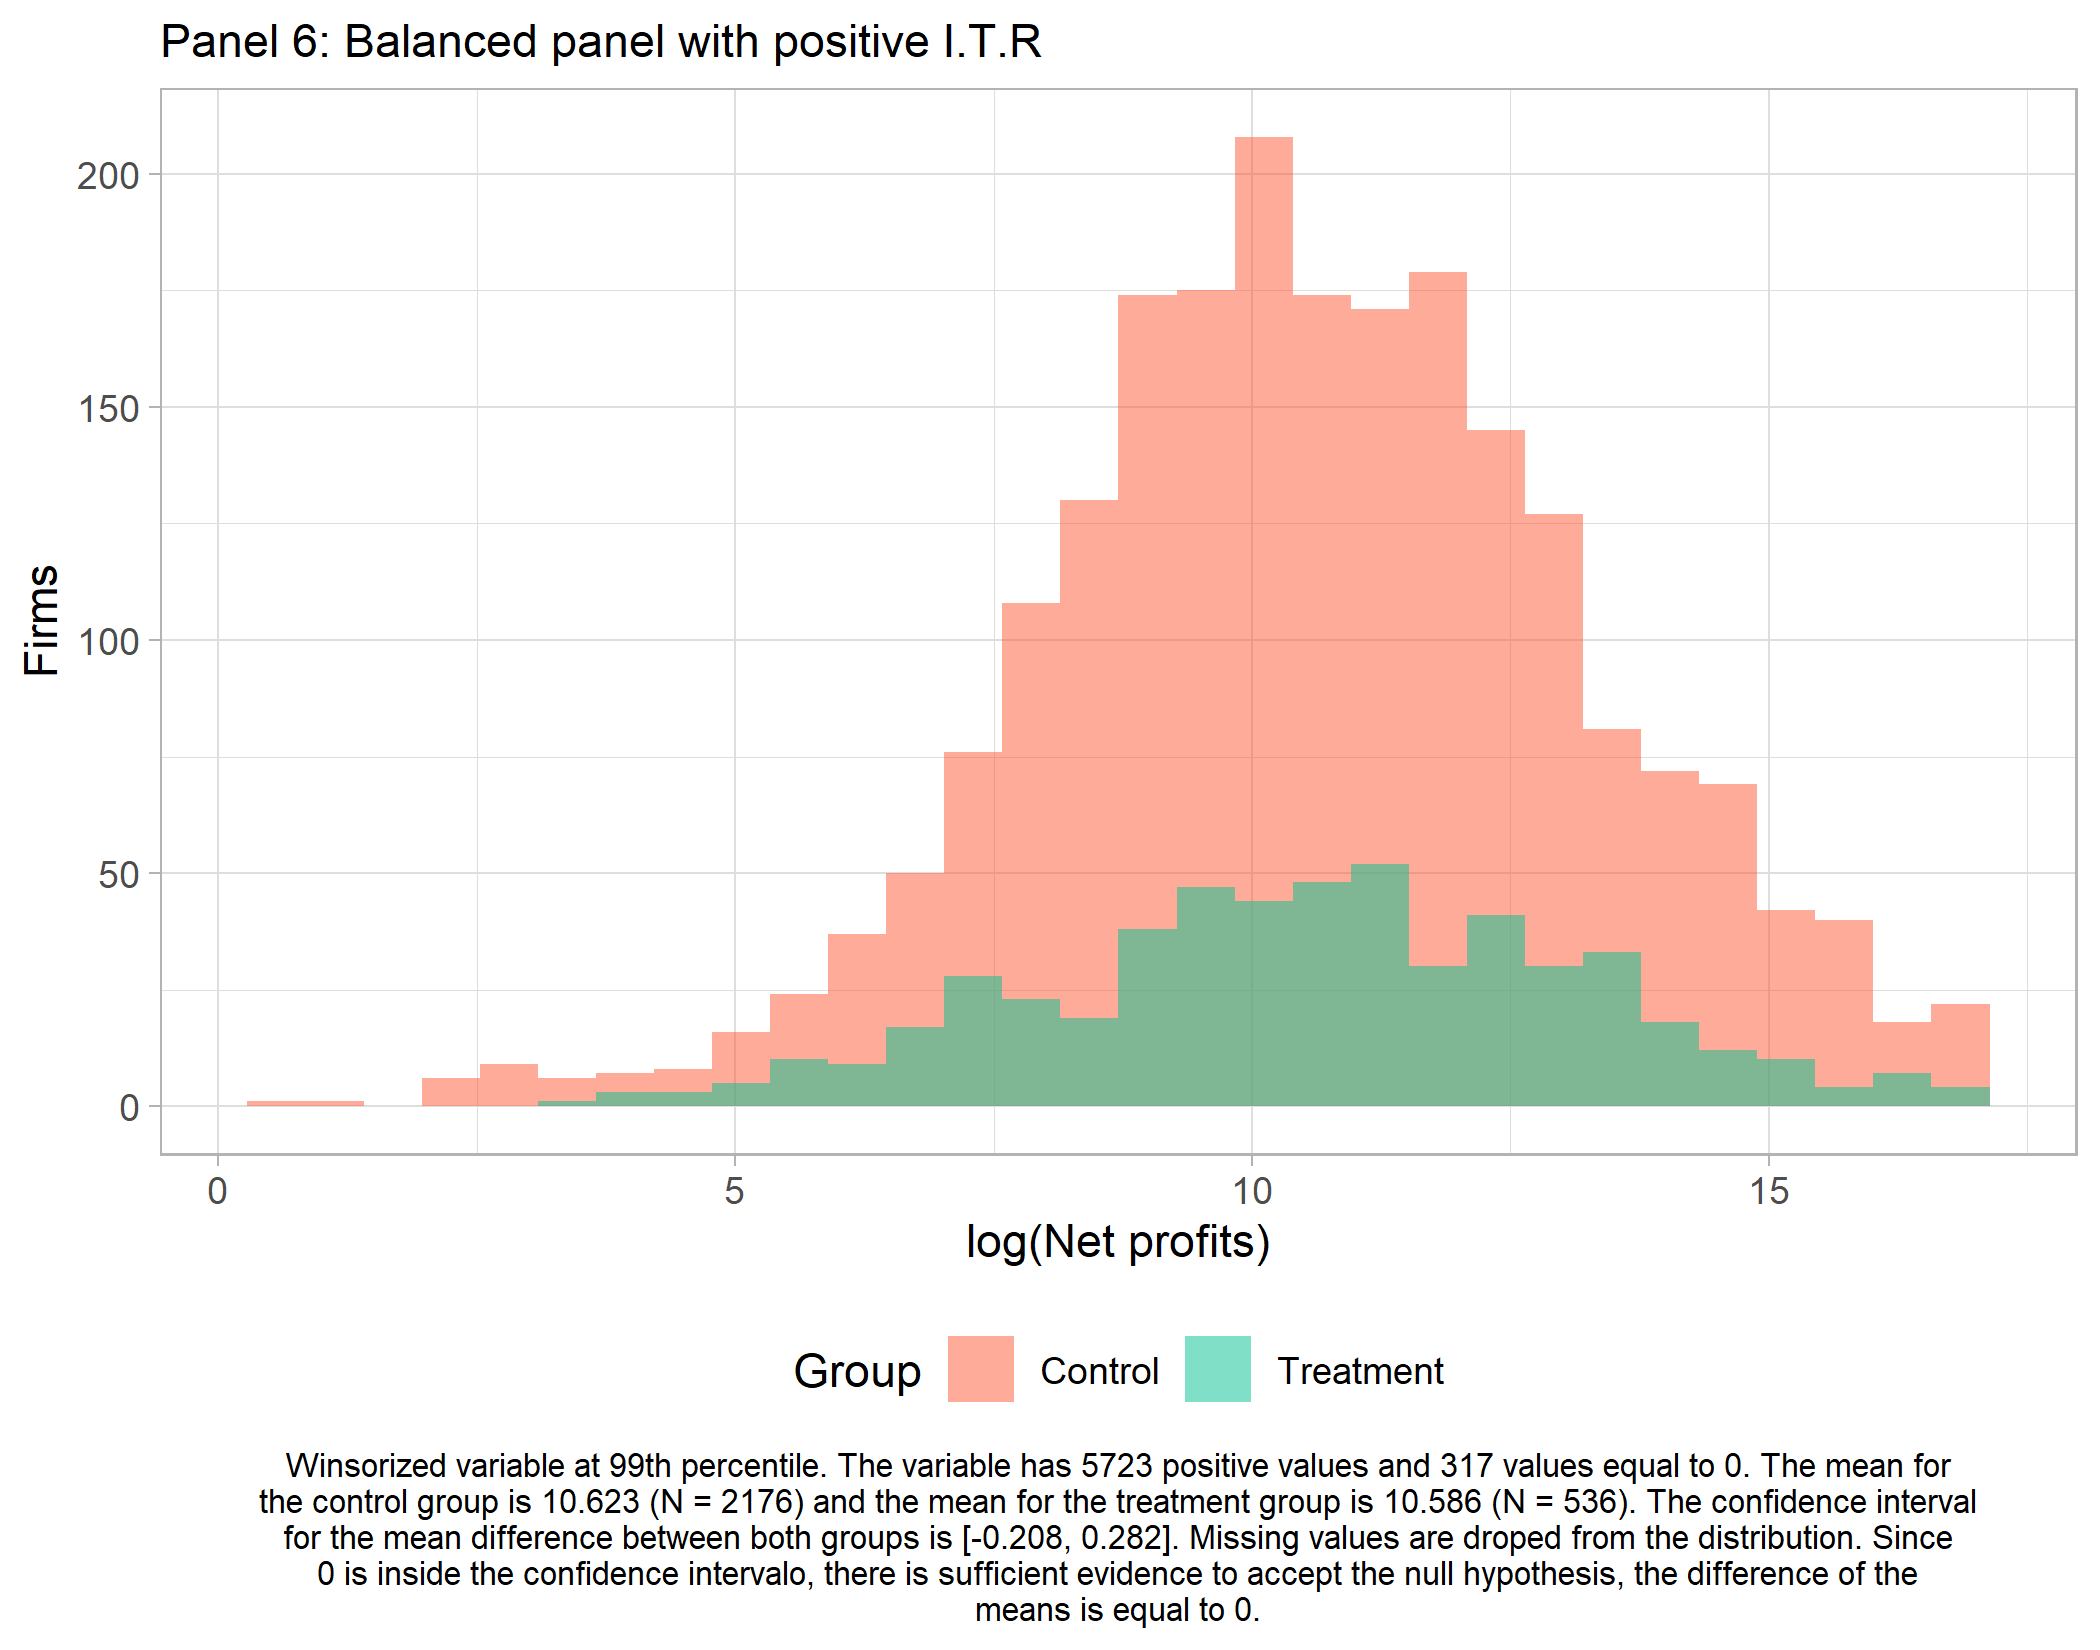 Panel 6: Balanced panel with positive I.T.R
200
150
100
50
0
Firms
0 5 10 15
log(Net profits)
Group Control Treatment
Winsorized variable at 99th percentile. The variable has 5723 positive values and 317 values equal to 0. The mean for
the control group is 10.623 (N = 2176) and the mean for the treatment group is 10.586 (N = 536). The confidence interval
for the mean difference between both groups is [-0.208, 0.282]. Missing values are droped from the distribution. Since
0 is inside the confidence intervalo, there is sufficient evidence to accept the null hypothesis, the difference of the
means is equal to 0.